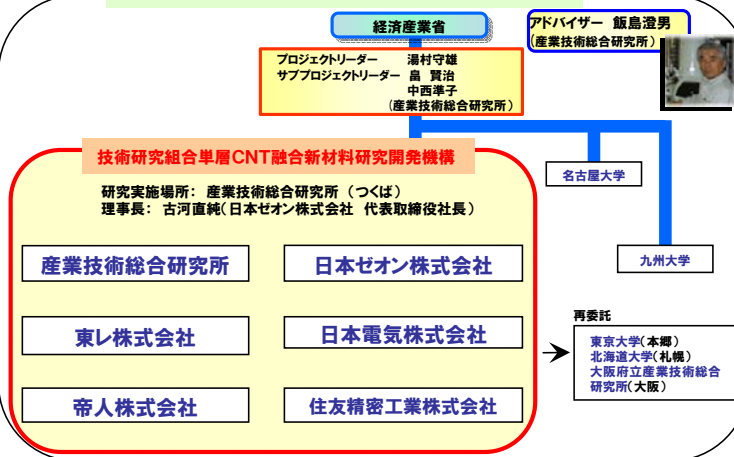 経済産業省
アドバイザー 飯島澄男
(産業技術総合研究所)
プロジェクトリーダー 湯村守雄
サブプロジェクトリーダー 畠 賢治
中西準子
(産業技術総合研究所)
技術研究組合単層CNT融合新材料研究開発機構
研究実施場所: 産業技術総合研究所 (つくば)
理事長: 古河直純(日本ゼオン株式会社 代表取締役社長)
産業技術総合研究所
日本ゼオン株式会社
東レ株式会社
日本電気株式会社
帝人株式会社
住友精密工業株式会社
名古屋大学
九州大学
再委託
東京大学(本郷)
北海道大学(札幌)
大阪府立産業技術総合
研究所(大阪)